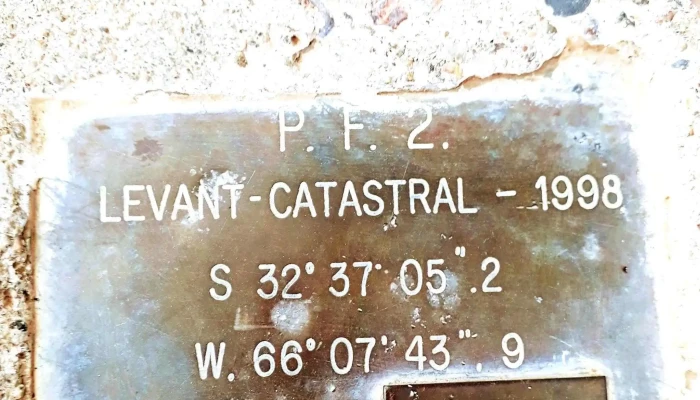 P. F. 2.
LEVANT-CATASTRAL - 1998
S 32° 37' 05".2
W. 66° 07' 43". 9